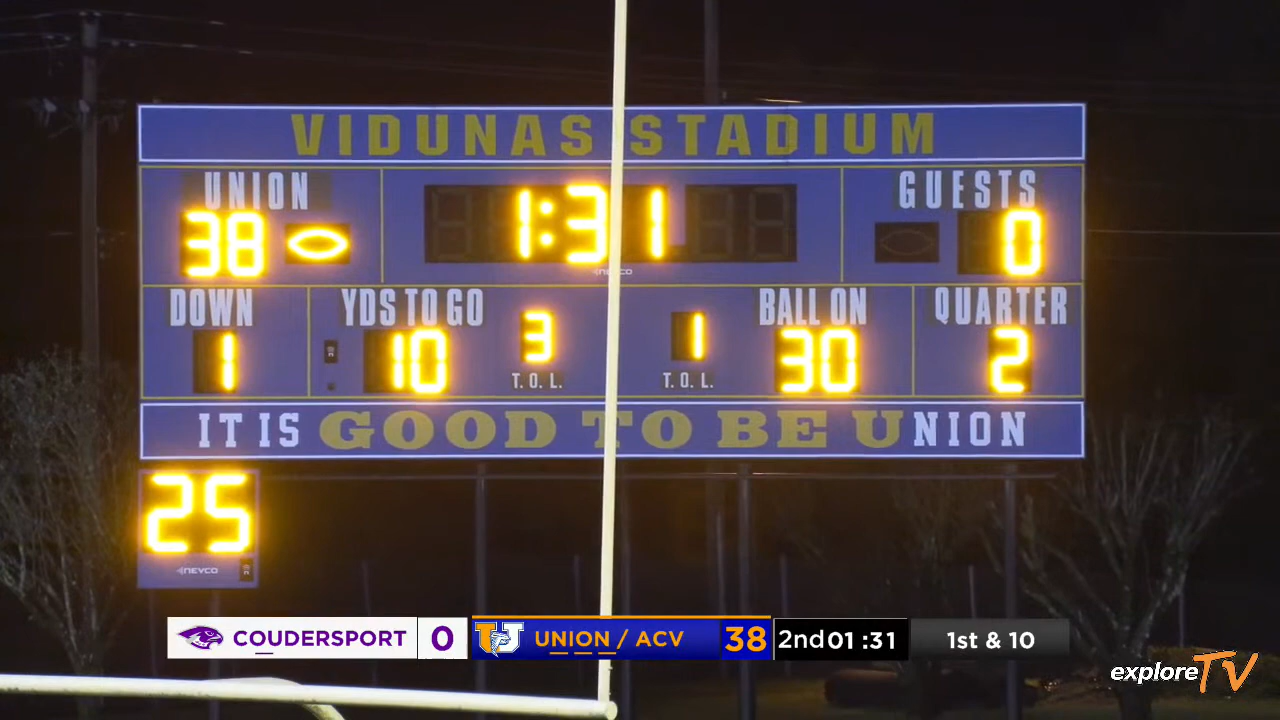 VIDUNAS STADIUM
UNION
1:31
GUESTS
38
0
DOWN
YDS TO GO
BALL ON
QUARTER
1
10
3
1
30
2
T. O. L.
T. O. L.
IT IS GOOD TO BE UNION
25
NEVCO
COUDERSPORT 0 U UNION / ACV 38 2nd 01:31 1st & 10
exploreTV